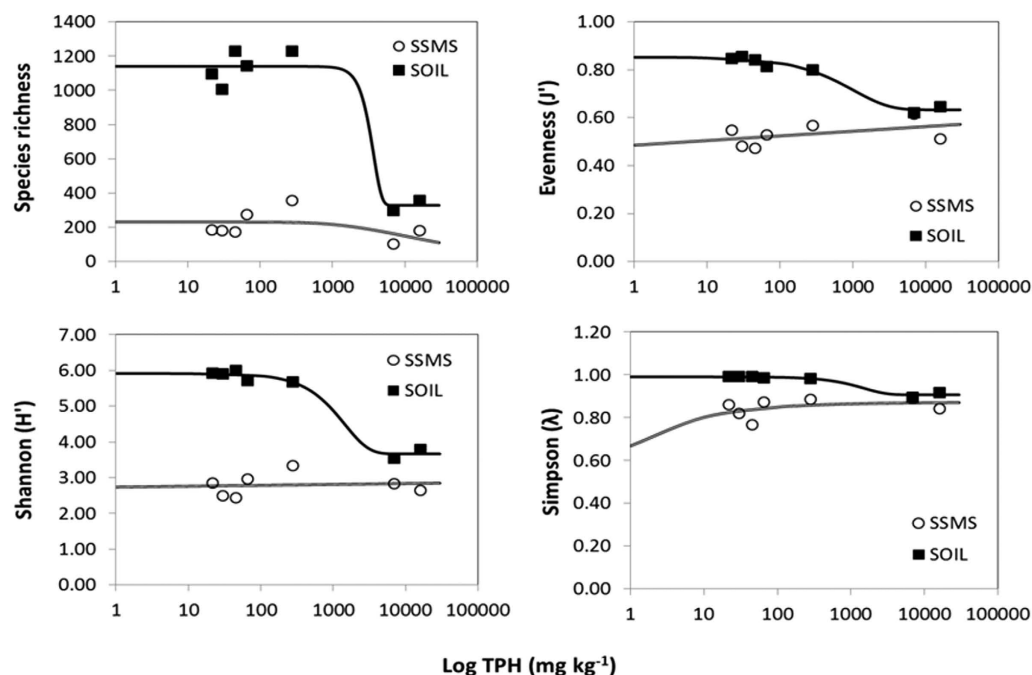 Species richness
1400
1200
1000
800
600
400
200
0
SSMS
SOIL
1 10 100 1000 10000 100000
Evenness (J')
1.00
0.80
0.60
0.40
0.20
0.00
SSMS
SOIL
1 10 100 1000 10000 100000
Shannon (H')
7.00
6.00
5.00
4.00
3.00
2.00
1.00
0.00
SSMS
SOIL
1 10 100 1000 10000 100000
Simpson (λ)
1.20
1.00
0.80
0.60
0.40
0.20
0.00
SSMS
SOIL
1 10 100 1000 10000 100000
Log TPH (mg kg⁻¹)